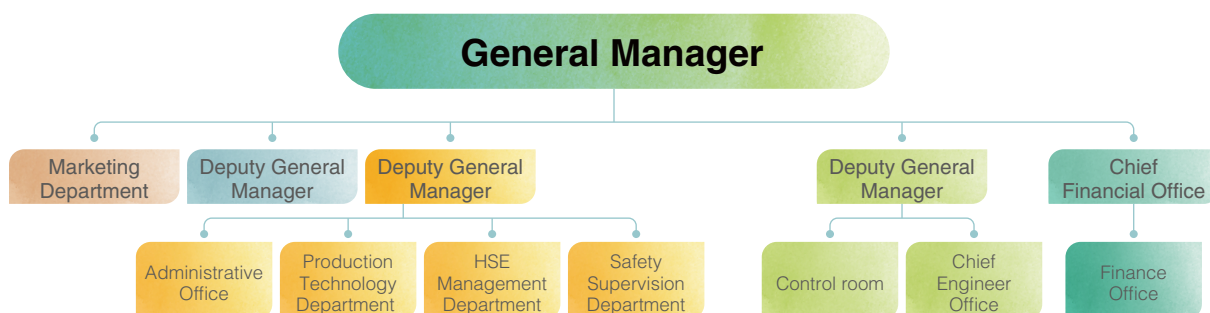 General Manager
Marketing
Department
Deputy General
Manager
Deputy General
Manager
Deputy General
Manager
Chief
Financial Office
Administrative
Office
Production
Technology
Department
HSE
Management
Department
Safety
Supervision
Department
Control room
Chief
Engineer
Office
Finance
Office